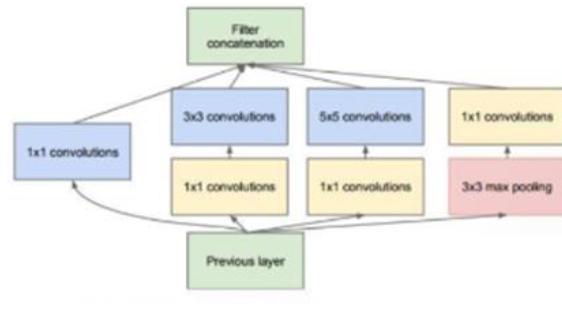 Filter
concatenation
3x3 convolutions
5x5 convolutions
1x1 convolutions
1x1 convolutions
1x1 convolutions
1x1 convolutions
3x3 max pooling
Previous layer